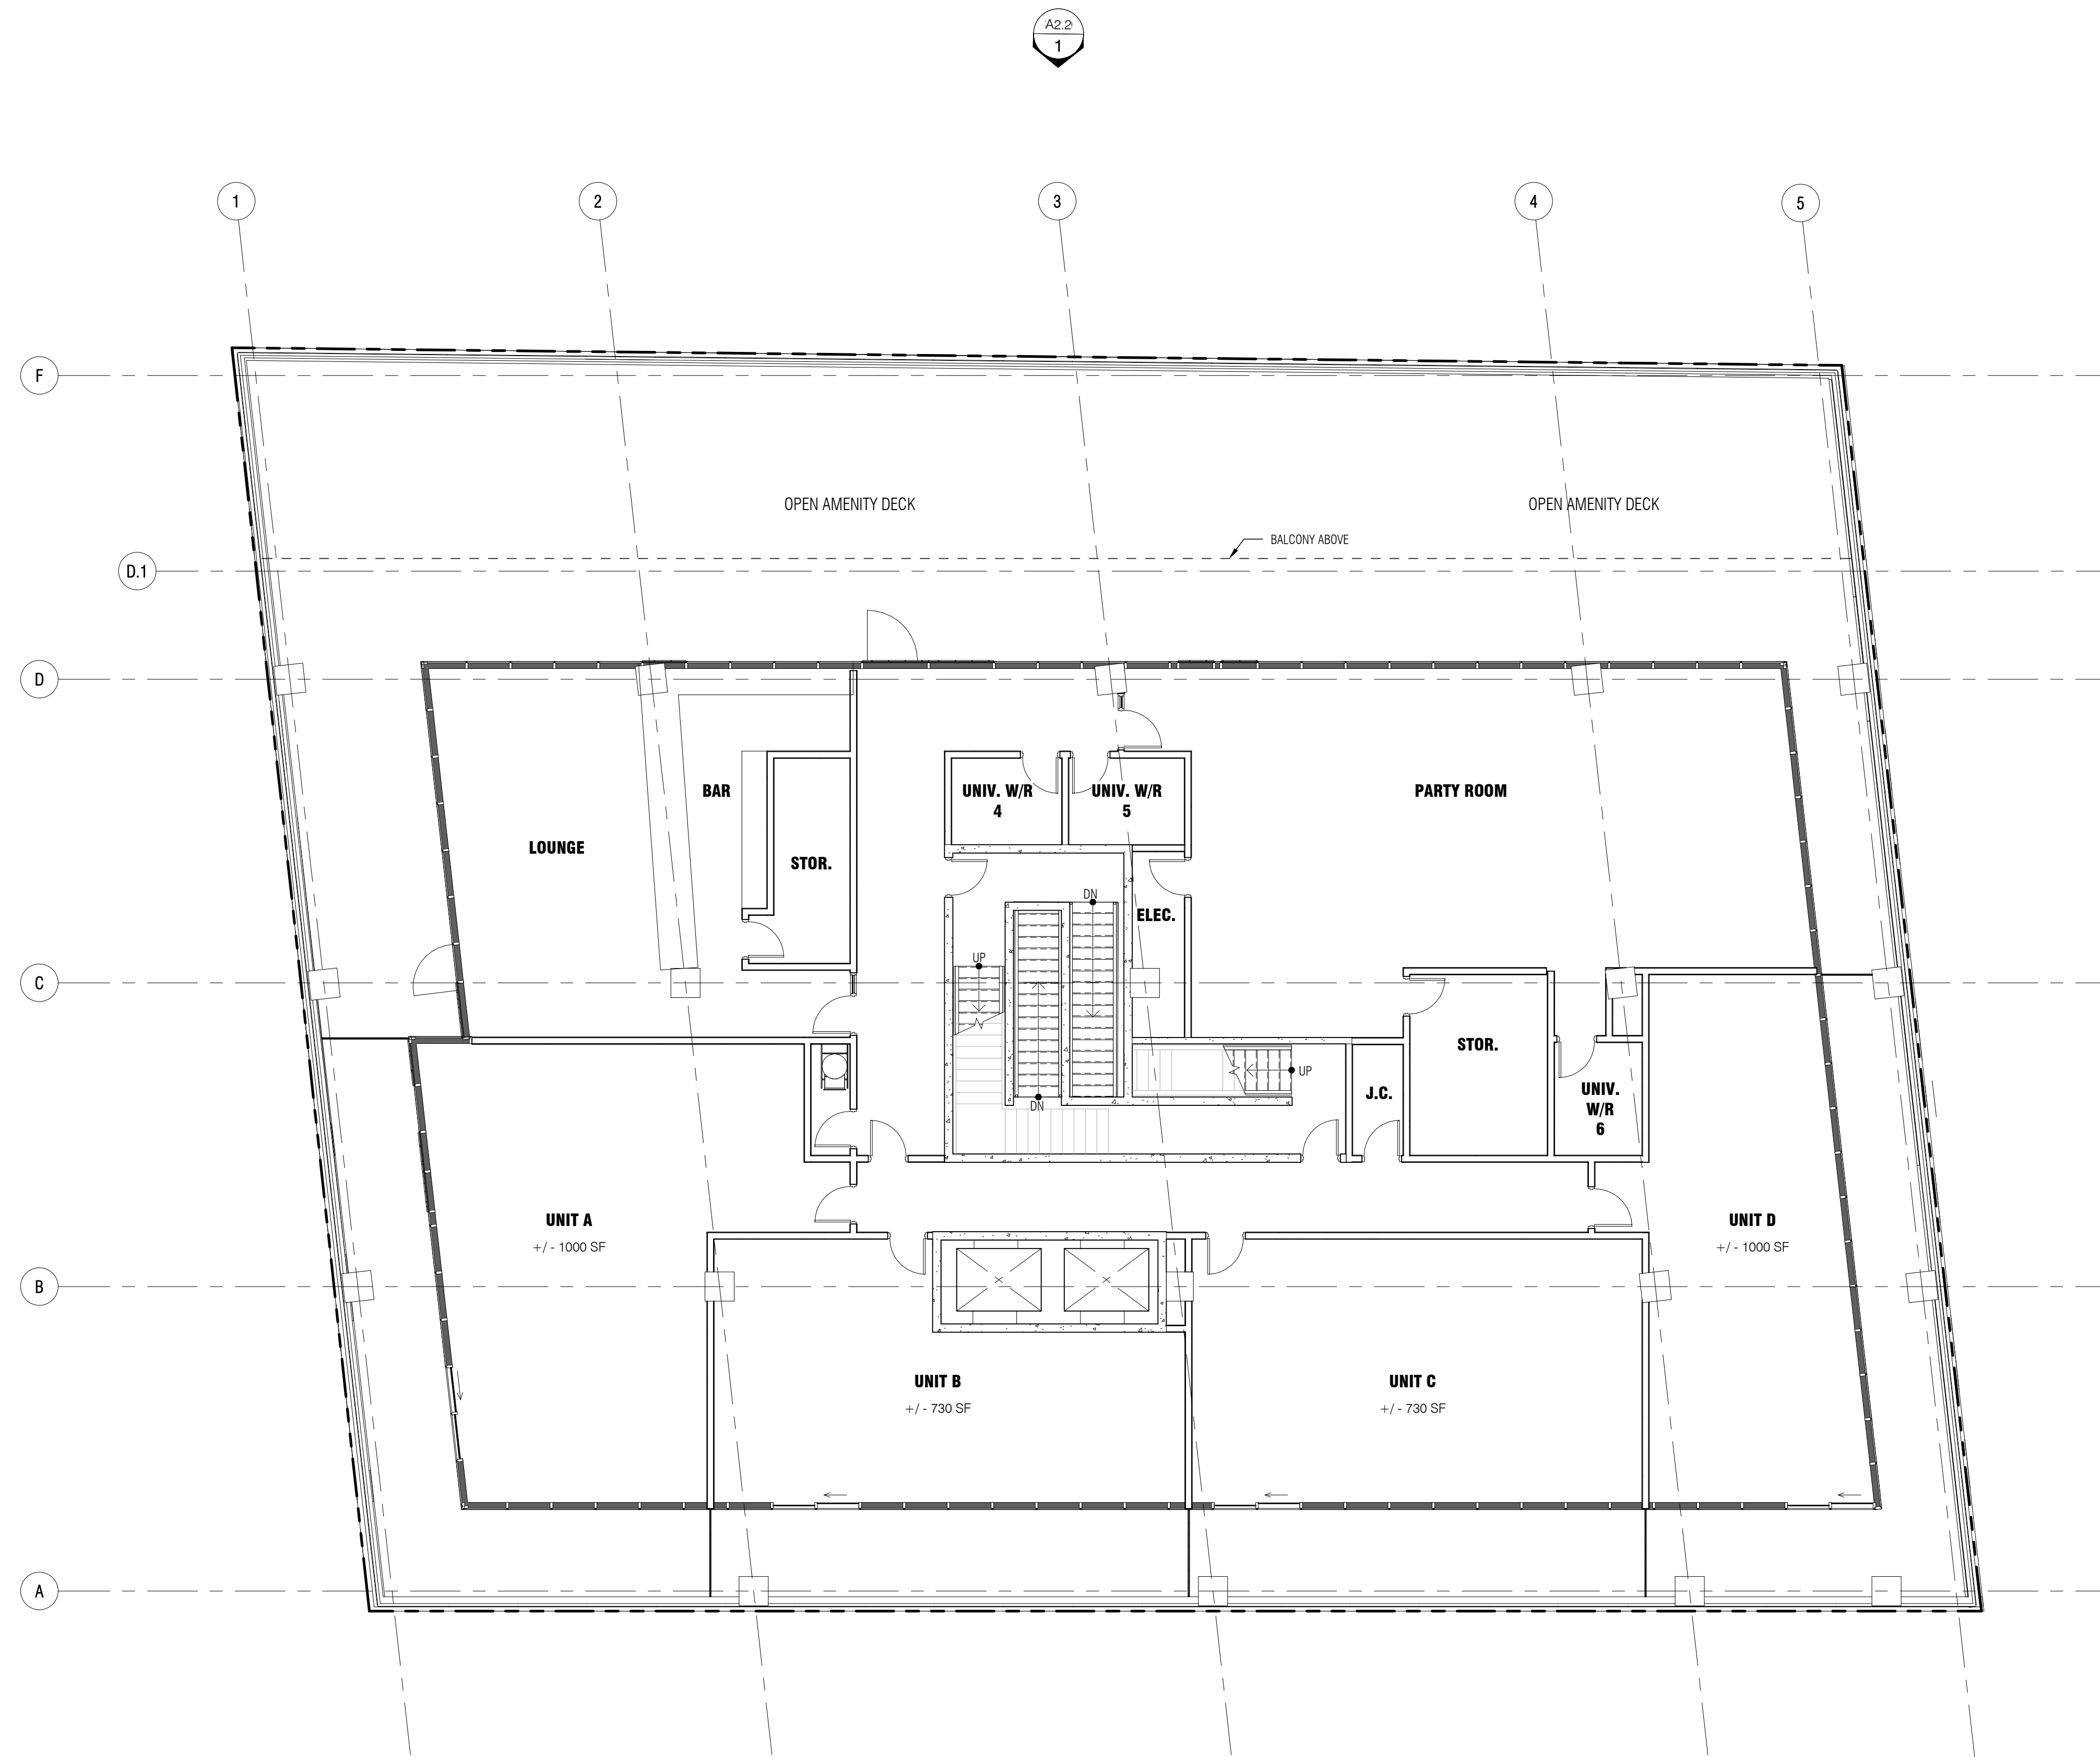 A2.2
1
1
2
3
4
5
F
OPEN AMENITY DECK
OPEN AMENITY DECK
BALCONY ABOVE
D.1
D
BAR
UNIV. W/R
4
UNIV. W/R
5
PARTY ROOM
LOUNGE
STOR.
DN
ELEC.
UP
C
STOR.
UP
J.C.
UNIV.
W/R
6
DN
UNIT A
+/ - 1000 SF
UNIT D
+/ - 1000 SF
B
UNIT B
+/ - 730 SF
UNIT C
+/ - 730 SF
A